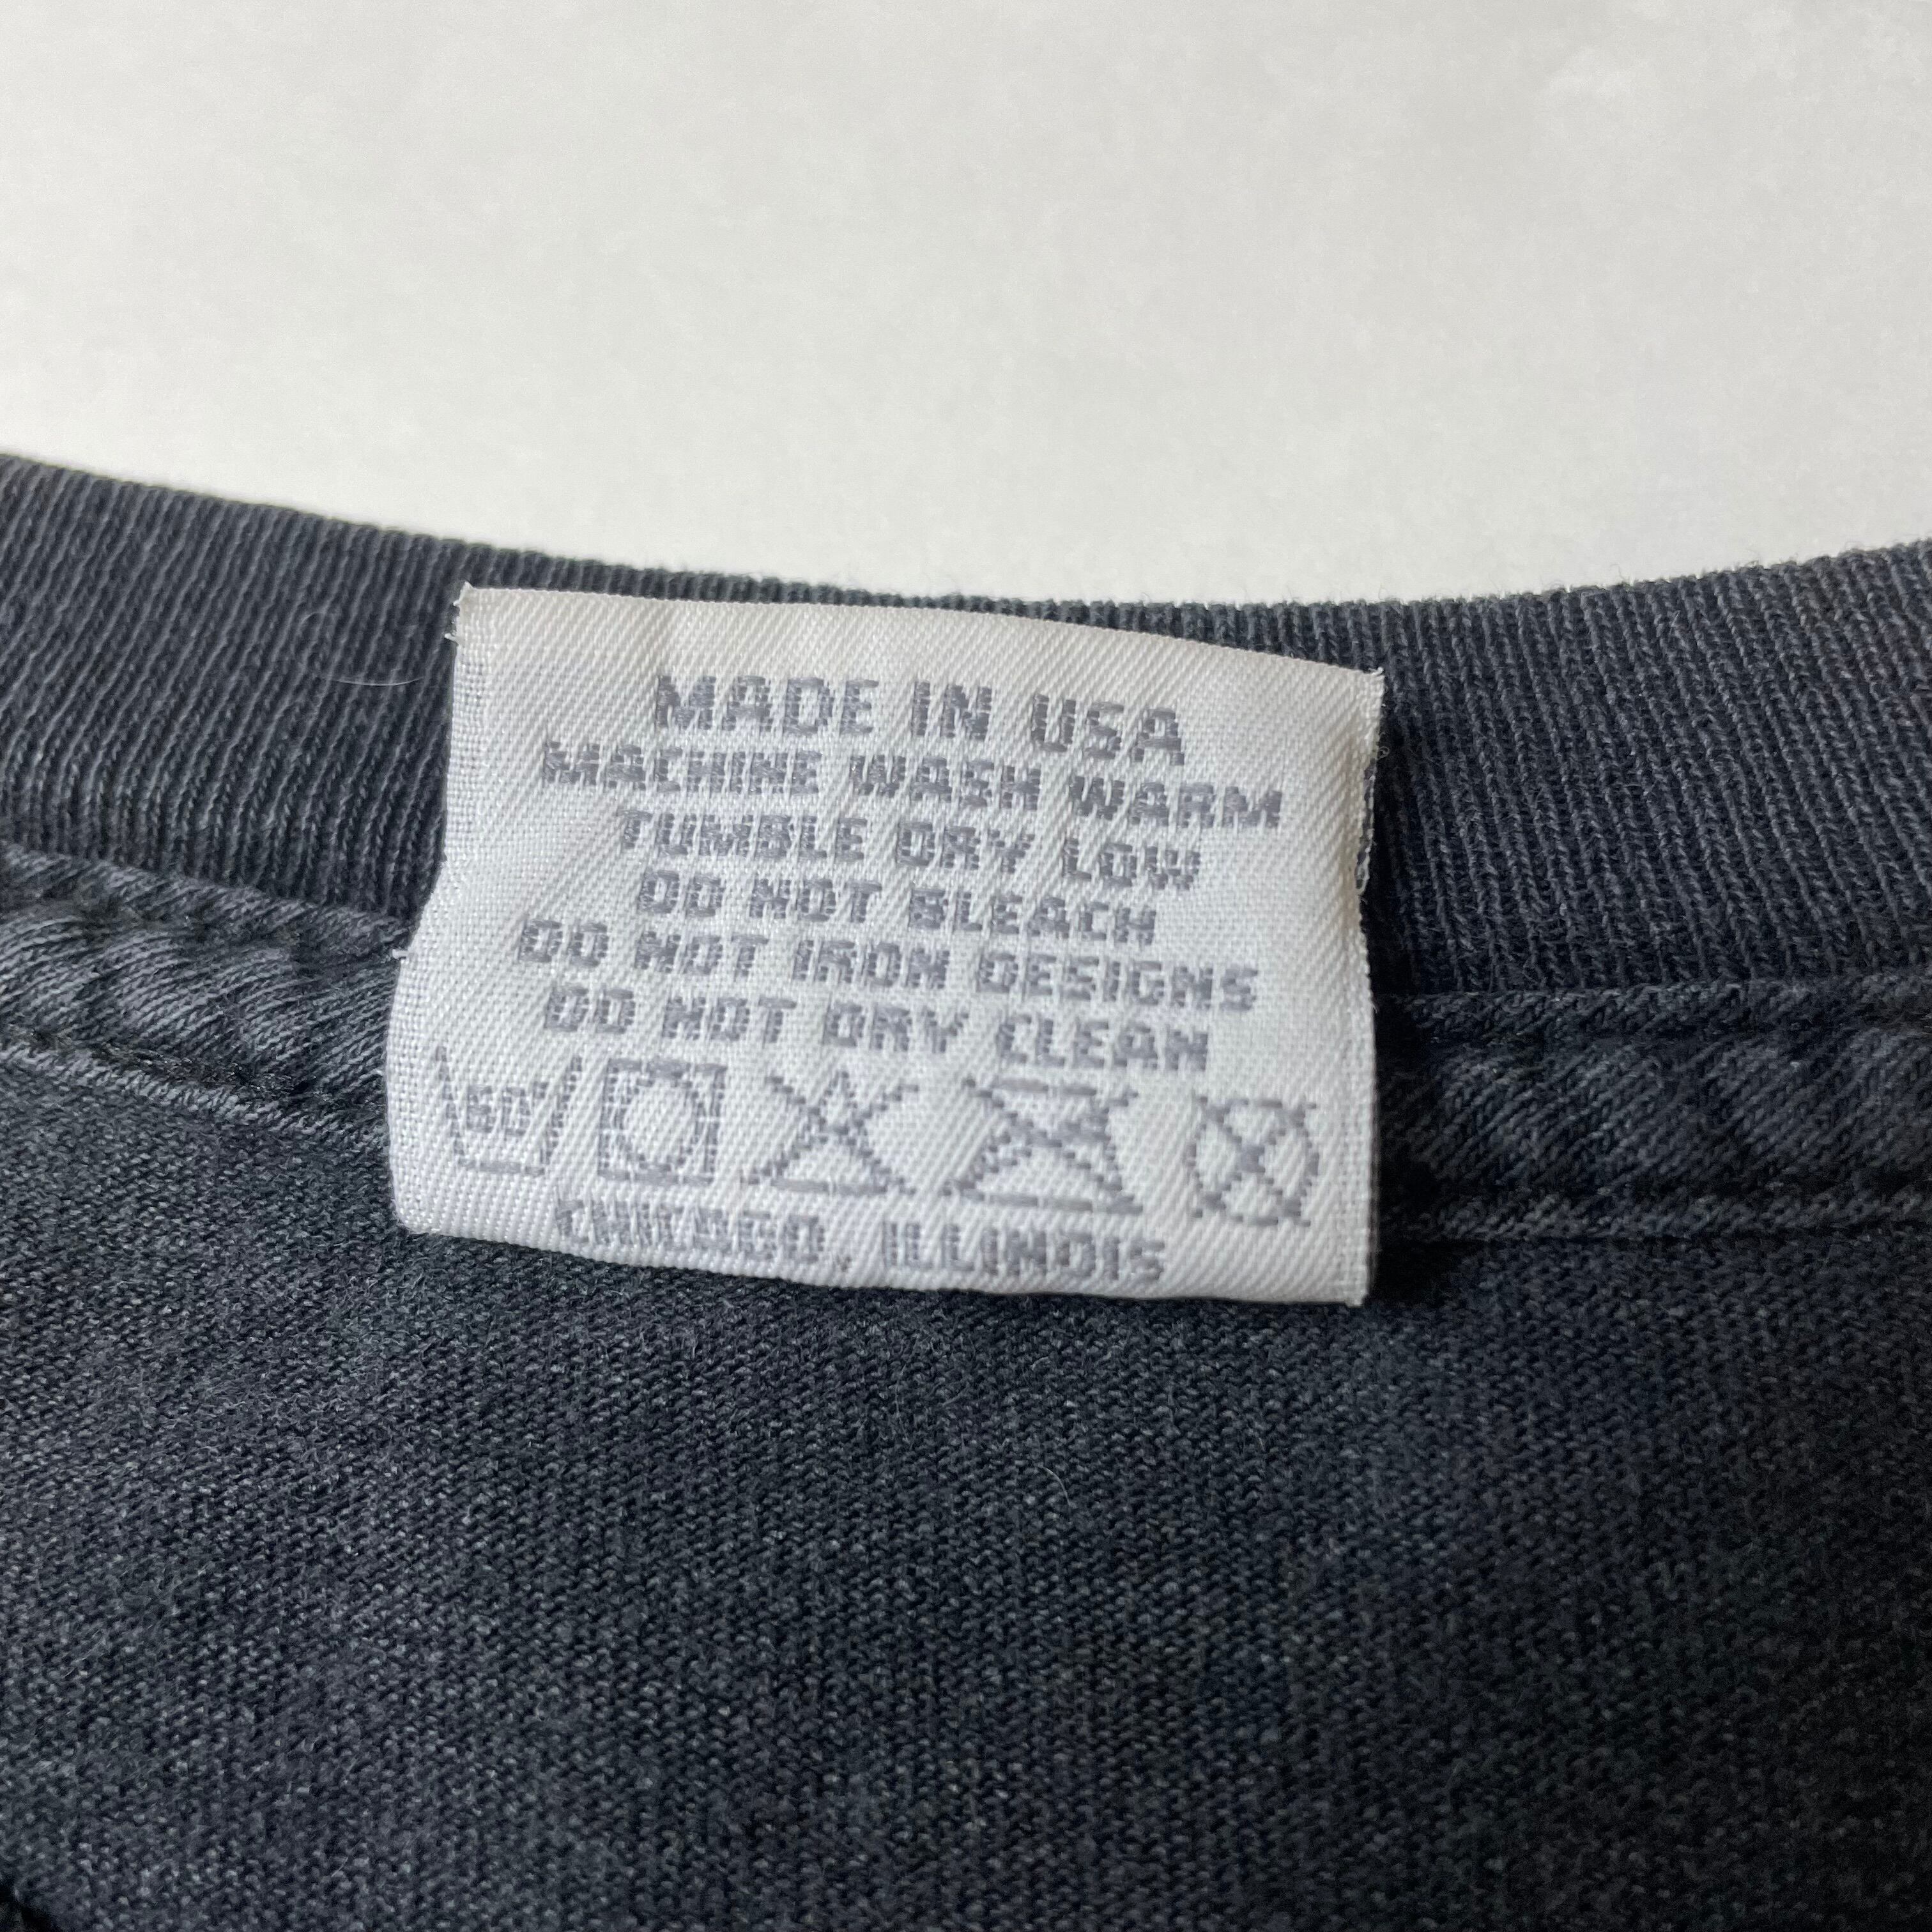 MADE IN USA
MACHINE WASH WARM
TUMBLE DRY LOW
DO NOT BLEACH
DO NOT IRON DESIGNS
DO NOT DRY CLEAN
60°
CHICAGO, ILLINOIS